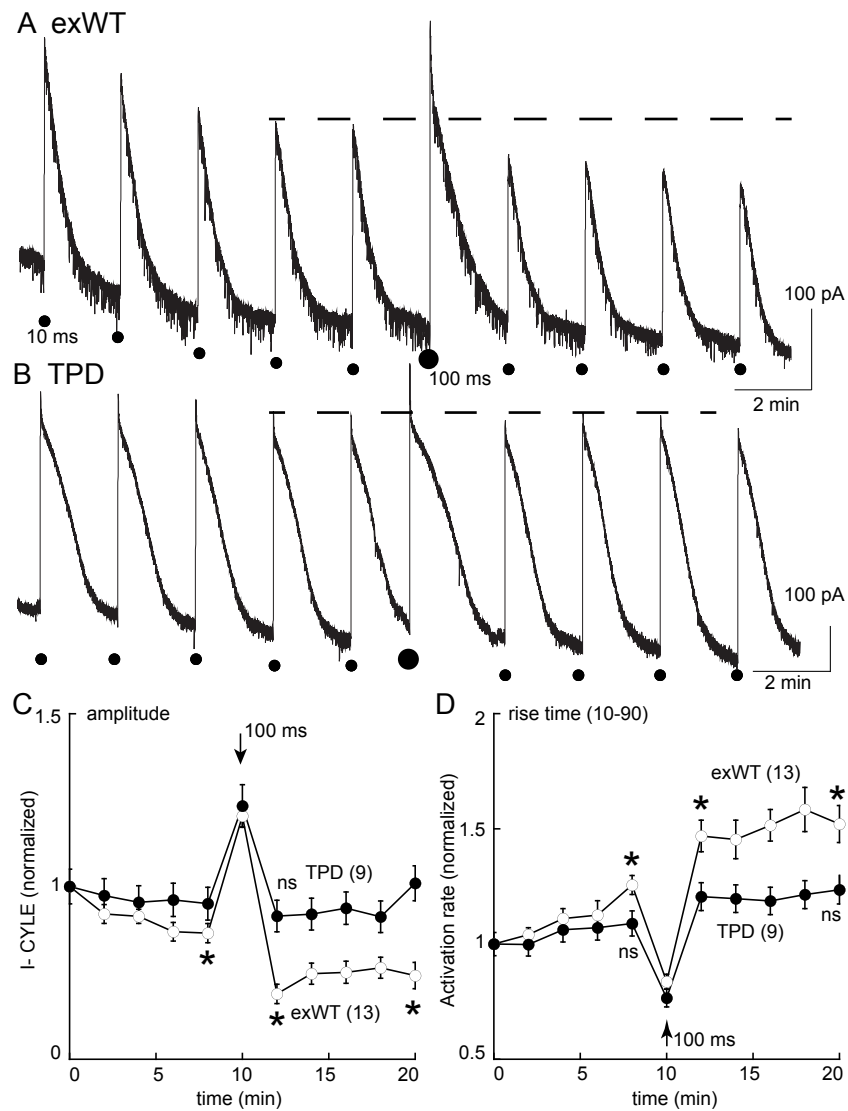 A exWT
10 ms
100 pA
2 min
B TPD
100 ms
100 pA
2 min
C
amplitude
1.5
100 ms
1
ns
TPD (9)
*
*
*
exWT (13)
0
0
5
10
15
20
time (min)
I- CYLE (normalized)
D
rise time (10-90)
2
exWT (13)
*
*
*
1.5
1
ns
TPD (9)
ns
100 ms
0.5
0
5
10
15
20
time (min)
Activation rate (normalized)